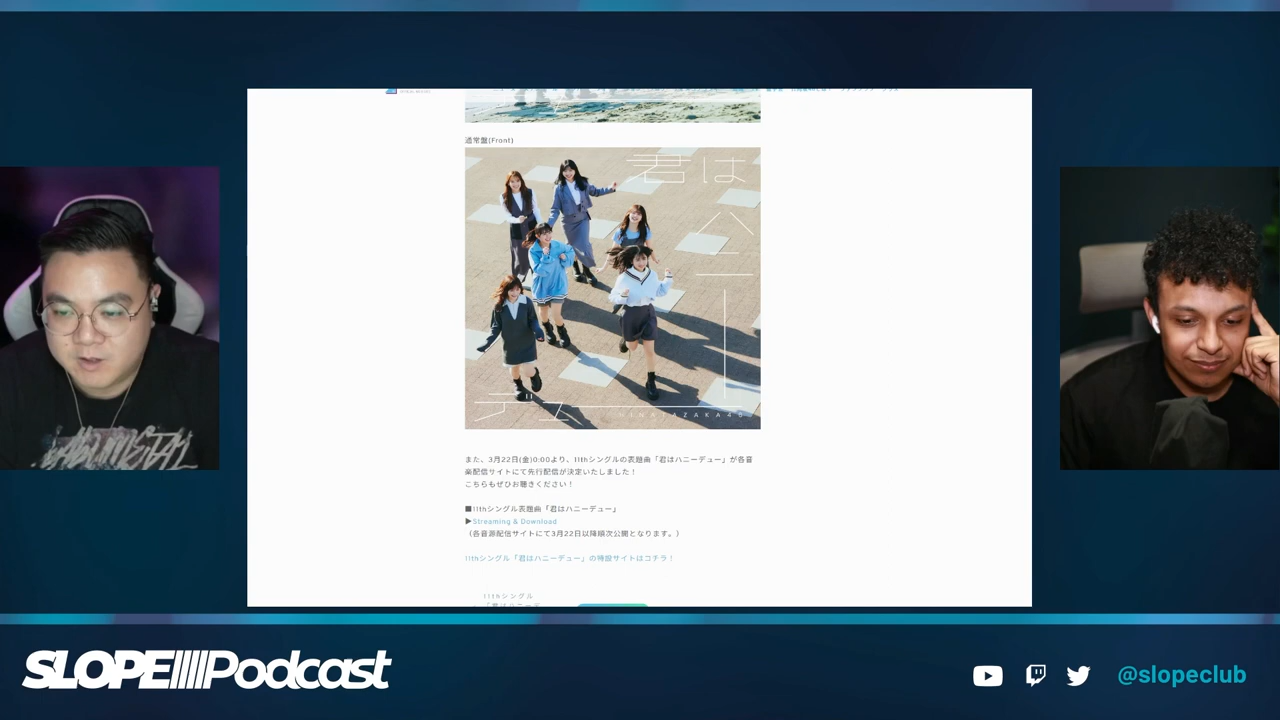 通常盤(Front)
君は
ハニー
デュー
HINATAZAKA46
また、3月22日(金)0:00より、11thシングルの表題曲「君はハニーデュー」が各音
楽配信サイトにて先行配信が決定いたしました！
こちらもぜひお聴きください！
■11thシングル表題曲「君はハニーデュー」
▶Streaming & Download
（各音源配信サイトにて3月22日以降順次公開となります。）
11thシングル「君はハニーデュー」の特設サイトはコチラ！
11thシングル
「君はハニーデ
BABYMETAL
SLOPE Podcast
@slopeclub